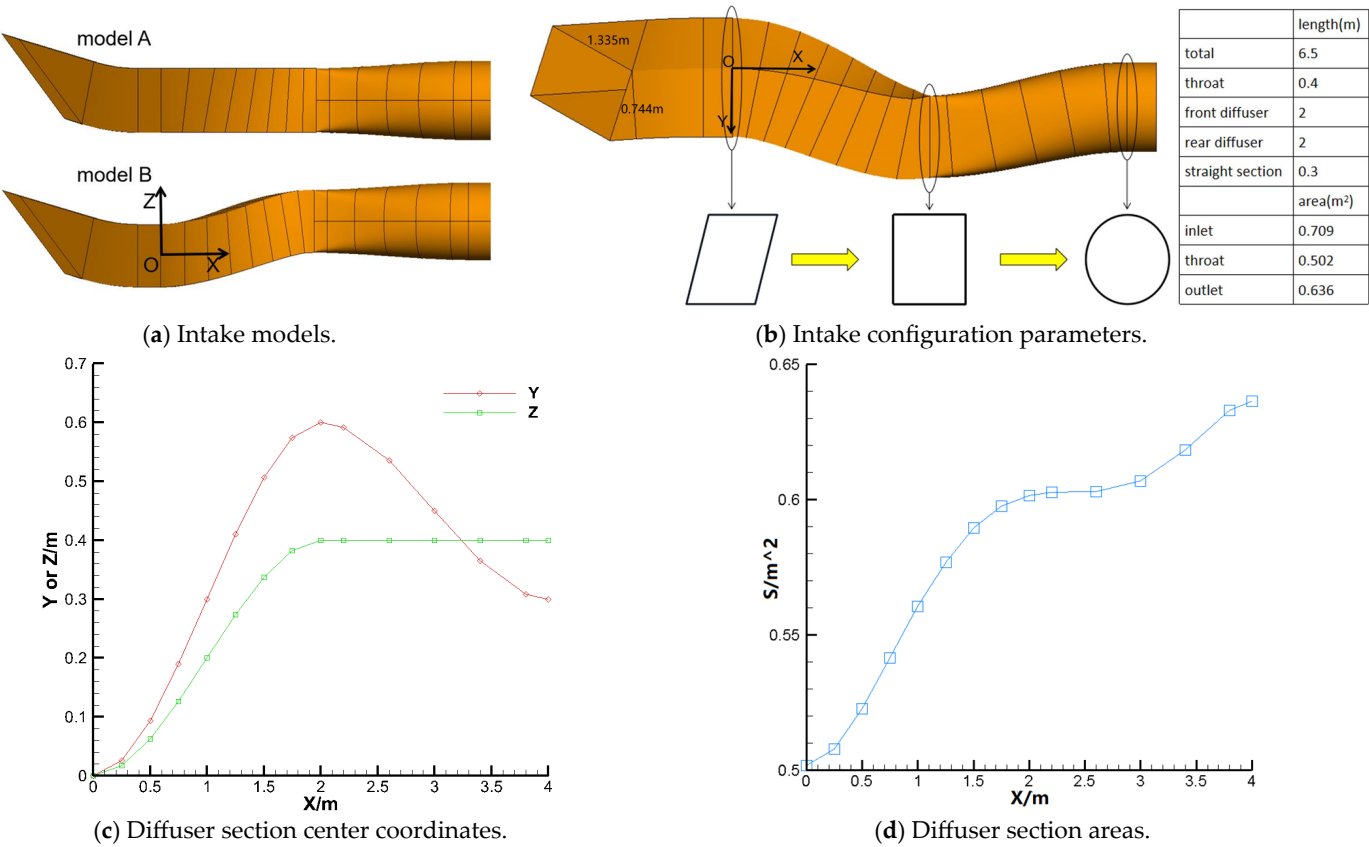 model A
model B
Z
O
X
1.335m
0.744m
O
X
Y
length(m)
total 6.5
throat 0.4
front diffuser 2
rear diffuser 2
straight section 0.3
area(m²)
inlet 0.709
throat 0.502
outlet 0.636
(a) Intake models.
(b) Intake configuration parameters.
0.7
0.6
0.5
0.4
0.3
0.2
0.1
0
Y or Z/m
Y
Z
0 0.5 1 1.5 2 2.5 3 3.5 4
X/m
(c) Diffuser section center coordinates.
0.65
0.6
0.55
0.5
S/m^2
0 0.5 1 1.5 2 2.5 3 3.5 4
X/m
(d) Diffuser section areas.